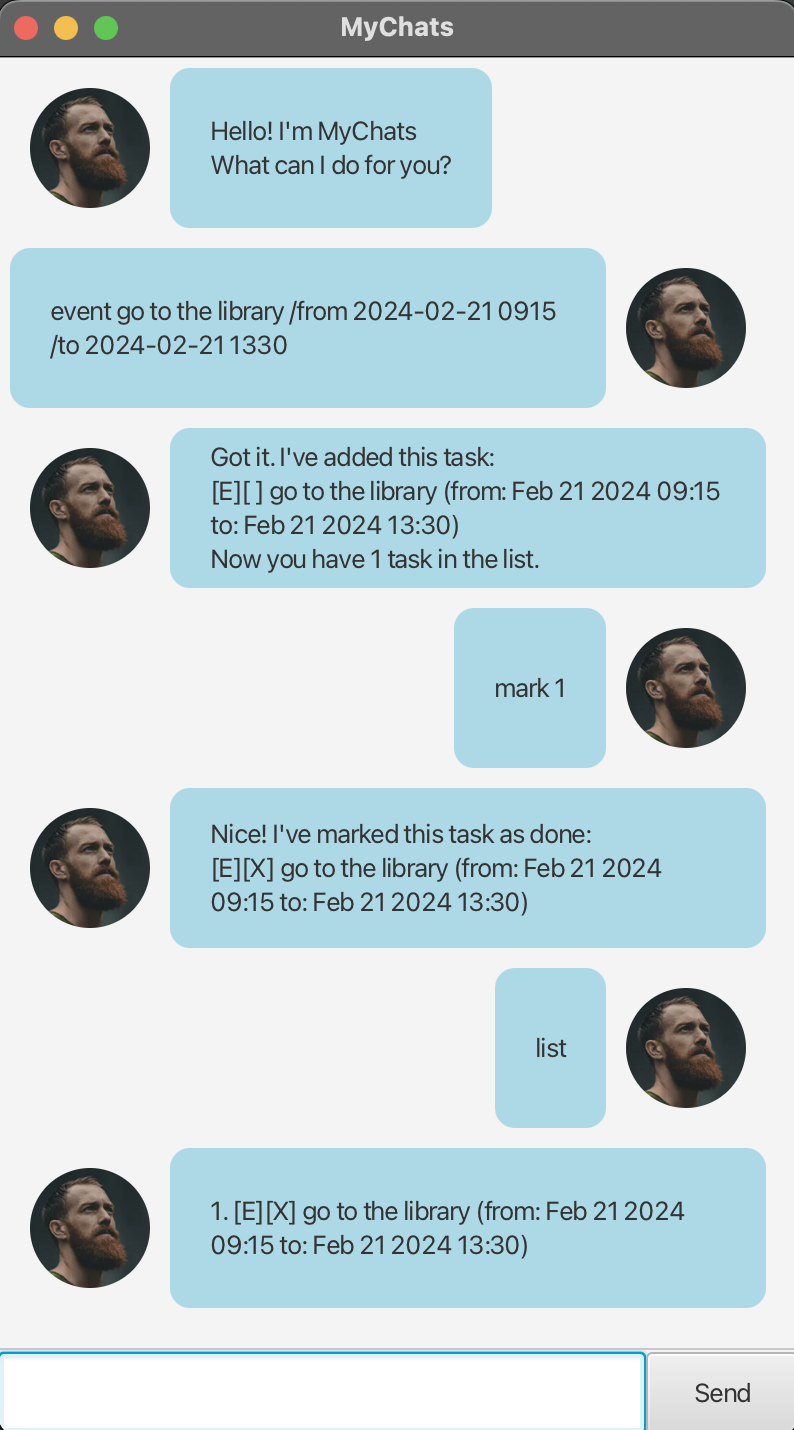 MyChats
Hello! I'm MyChats
What can I do for you?
event go to the library /from 2024-02-21 0915
/to 2024-02-21 1330
Got it. I've added this task:
[E][ ] go to the library (from: Feb 21 2024 09:15
to: Feb 21 2024 13:30)
Now you have 1 task in the list.
mark 1
Nice! I've marked this task as done:
[E][X] go to the library (from: Feb 21 2024
09:15 to: Feb 21 2024 13:30)
list
1. [E][X] go to the library (from: Feb 21 2024
09:15 to: Feb 21 2024 13:30)
Send